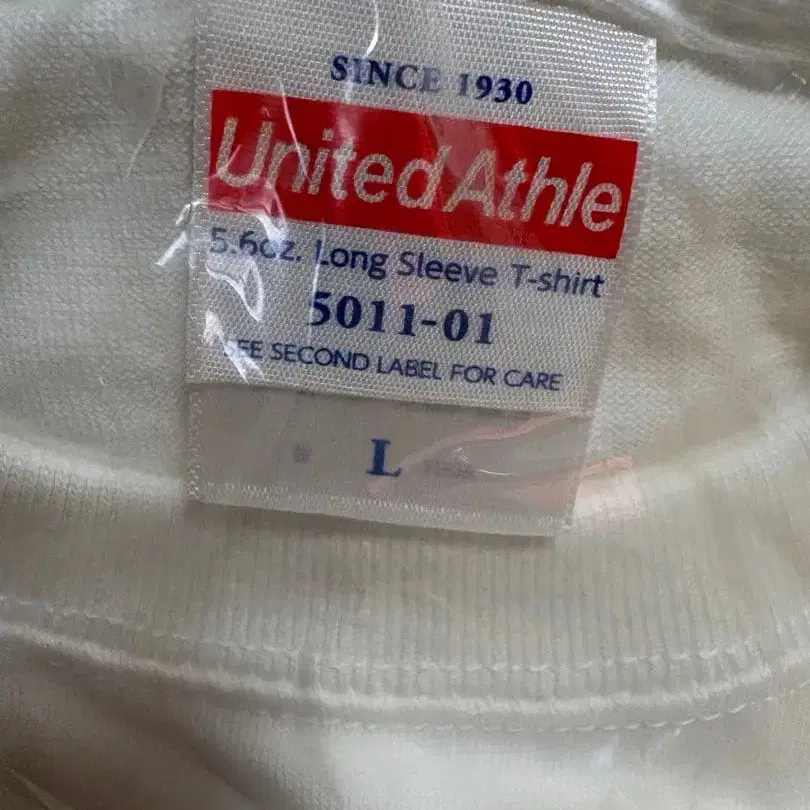 SINCE 1930
United Athle
5.6oz. Long Sleeve T-shirt
5011-01
SEE SECOND LABEL FOR CARE
L